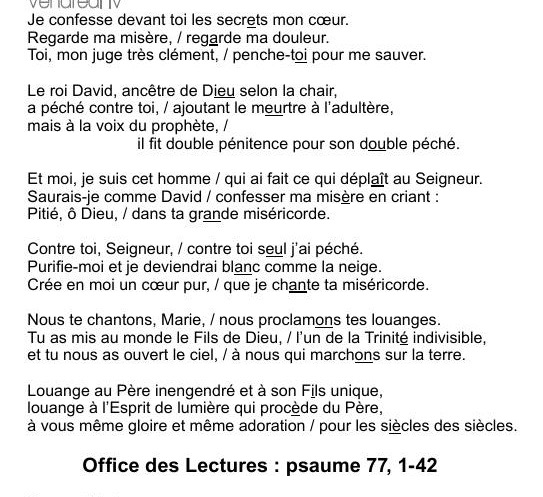 Vendredi IV
Je confesse devant toi les secrets mon cœur.
Regarde ma misère, / regarde ma douleur.
Toi, mon juge très clément, / penche-toi pour me sauver.
Le roi David, ancêtre de Dieu selon la chair,
a péché contre toi, / ajoutant le meurtre à l'adultère,
mais à la voix du prophète, /
il fit double pénitence pour son double péché.
Et moi, je suis cet homme / qui ai fait ce qui déplaît au Seigneur.
Saurais-je comme David / confesser ma misère en criant :
Pitié, ô Dieu, / dans ta grande miséricorde.
Contre toi, Seigneur, / contre toi seul j'ai péché.
Purifie-moi et je deviendrai blanc comme la neige.
Crée en moi un cœur pur, / que je chante ta miséricorde.
Nous te chantons, Marie, / nous proclamons tes louanges.
Tu as mis au monde le Fils de Dieu, / l'un de la Trinité indivisible,
et tu nous as ouvert le ciel, / à nous qui marchons sur la terre.
Louange au Père inengendré et à son Fils unique,
louange à l'Esprit de lumière qui procède du Père,
à vous même gloire et même adoration / pour les siècles des siècles.
Office des Lectures : psaume 77, 1-42